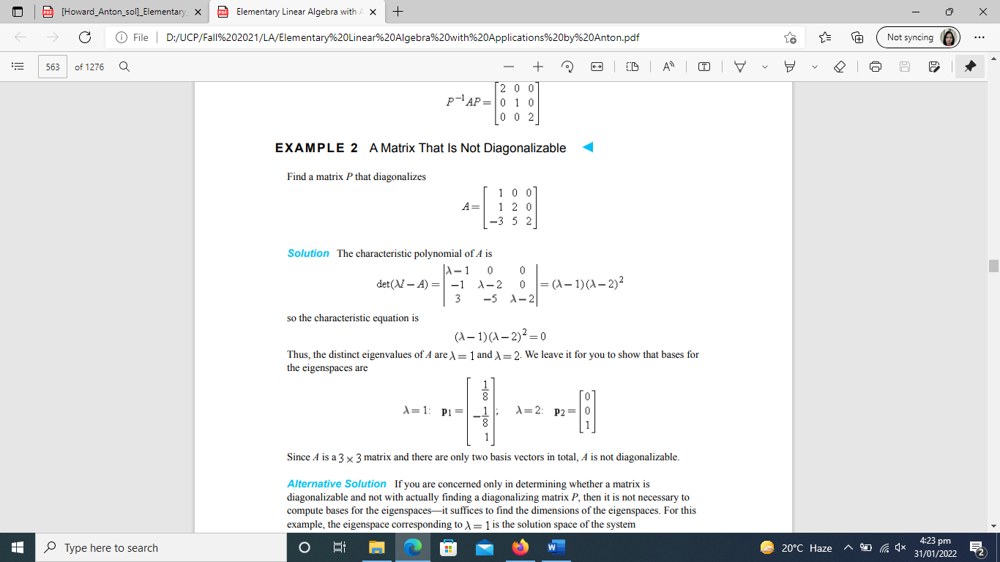 [Howard_Anton_sol]_Elementary
Elementary Linear Algebra with A
File
D:/UCP/Fall%202021/LA/Elementary%20Linear%20Algebra%20with%20Applications%20by%20Anton.pdf
Not syncing
563 of 1276
P⁻¹AP = [2 0 0
0 1 0
0 0 2]
EXAMPLE 2 A Matrix That Is Not Diagonalizable
Find a matrix P that diagonalizes
A = [1 0 0
1 2 0
−3 5 2]
Solution The characteristic polynomial of A is
det(λI − A) = |λ − 1 0 0
−1 λ − 2 0
3 −5 λ − 2| = (λ − 1)(λ − 2)²
so the characteristic equation is
(λ − 1)(λ − 2)² = 0
Thus, the distinct eigenvalues of A are λ = 1 and λ = 2. We leave it for you to show that bases for
the eigenspaces are
λ = 1: p₁ = [1/8
−1/8
1]; λ = 2: p₂ = [0
0
1]
Since A is a 3 × 3 matrix and there are only two basis vectors in total, A is not diagonalizable.
Alternative Solution If you are concerned only in determining whether a matrix is
diagonalizable and not with actually finding a diagonalizing matrix P, then it is not necessary to
compute bases for the eigenspaces—it suffices to find the dimensions of the eigenspaces. For this
example, the eigenspace corresponding to λ = 1 is the solution space of the system
Type here to search
20°C Haze
4:23 pm
31/01/2022
2